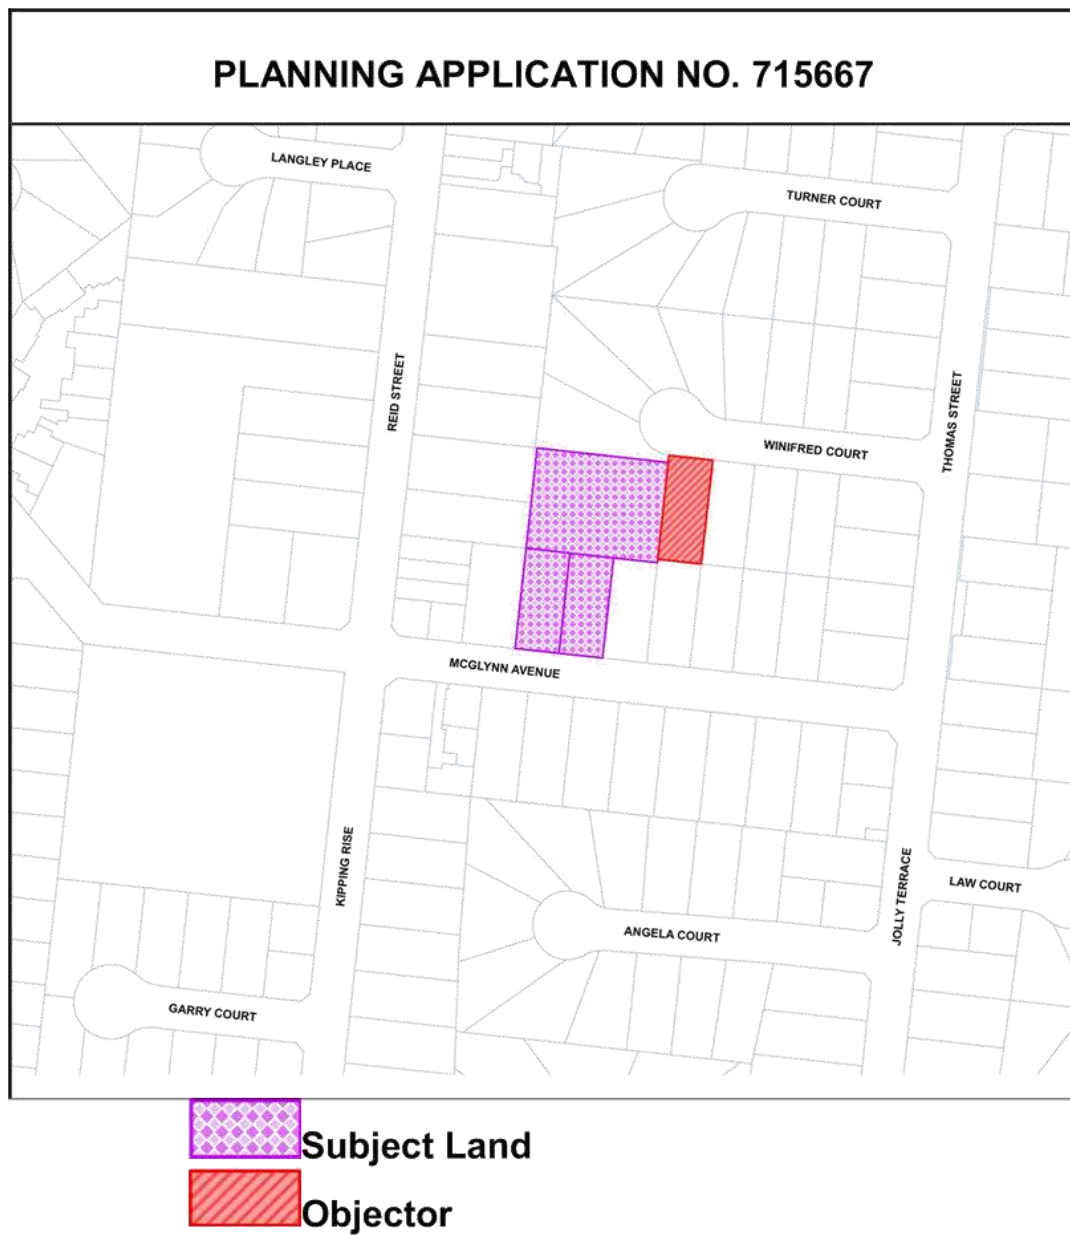 PLANNING APPLICATION NO. 715667
LANGLEY PLACE
TURNER COURT
REID STREET
THOMAS STREET
WINIFRED COURT
MCGLYNN AVENUE
KIPPING RISE
JOLLY TERRACE
LAW COURT
ANGELA COURT
GARRY COURT
Subject Land
Objector